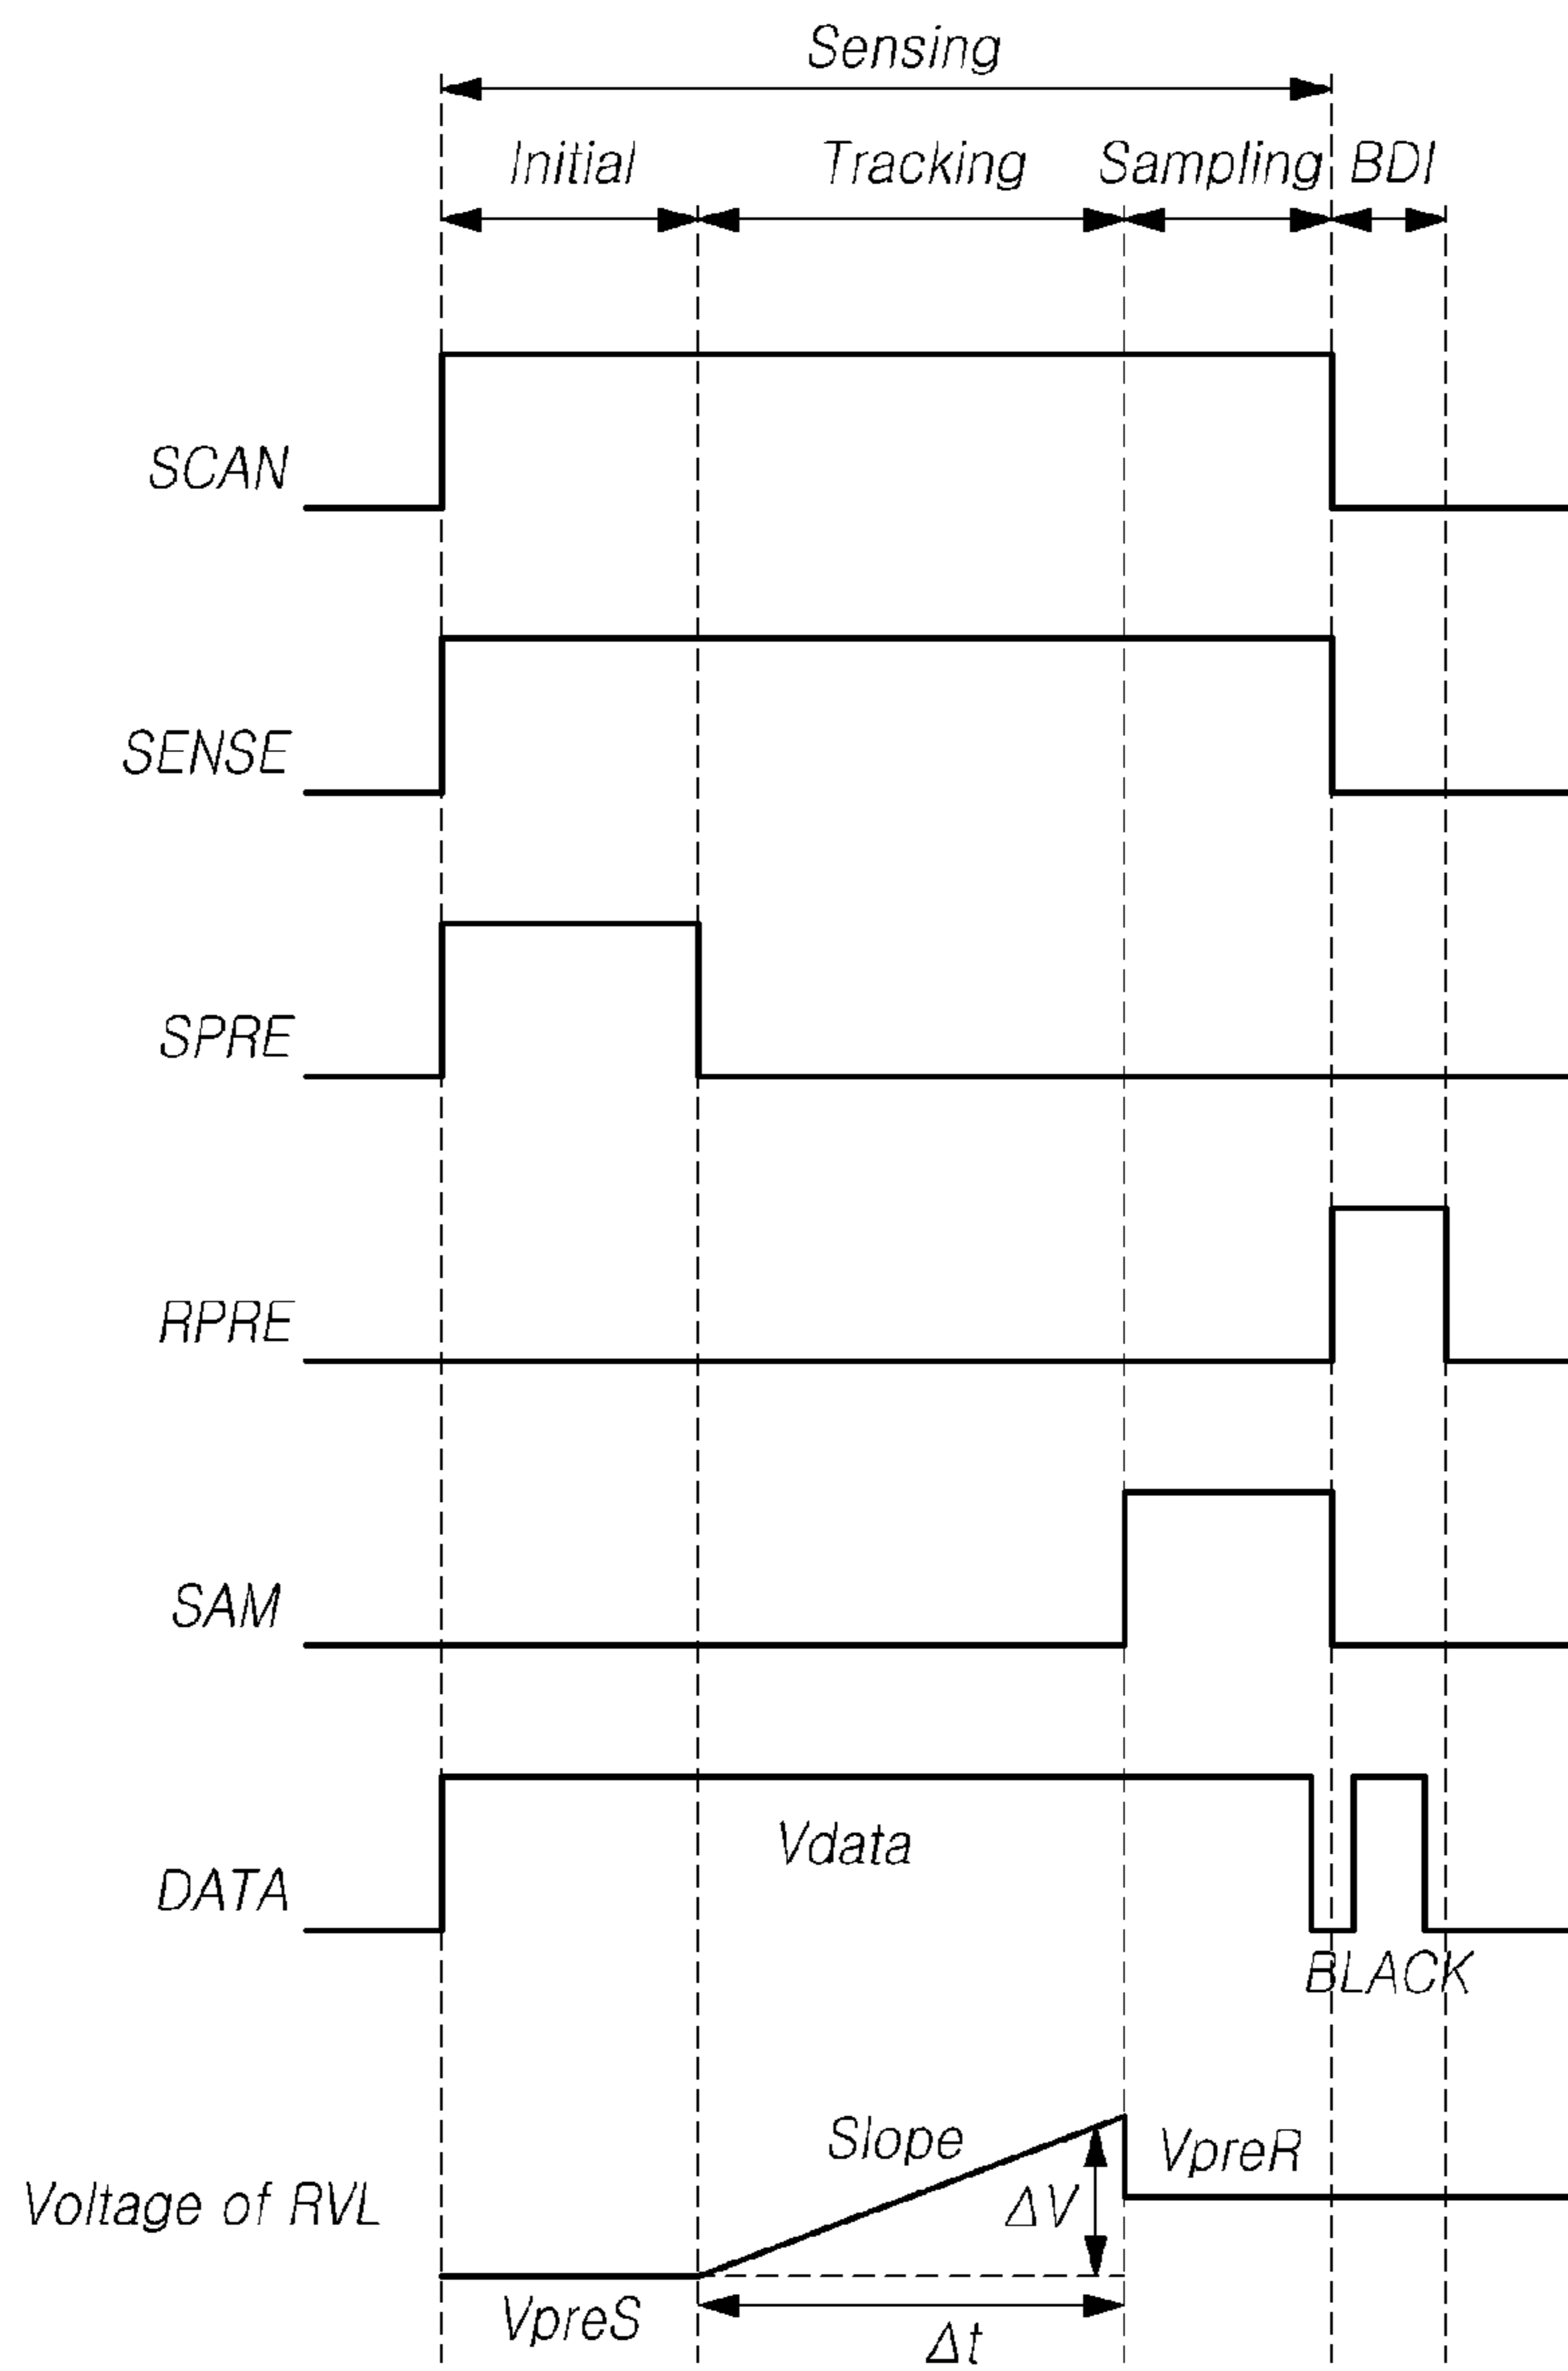 Sensing
Initial Tracking Sampling BDI
SCAN
SENSE
SPRE
RPRE
SAM
Vdata
DATA
BLACK
Slope VpreR
Voltage of RVL ΔV
VpreS
Δt